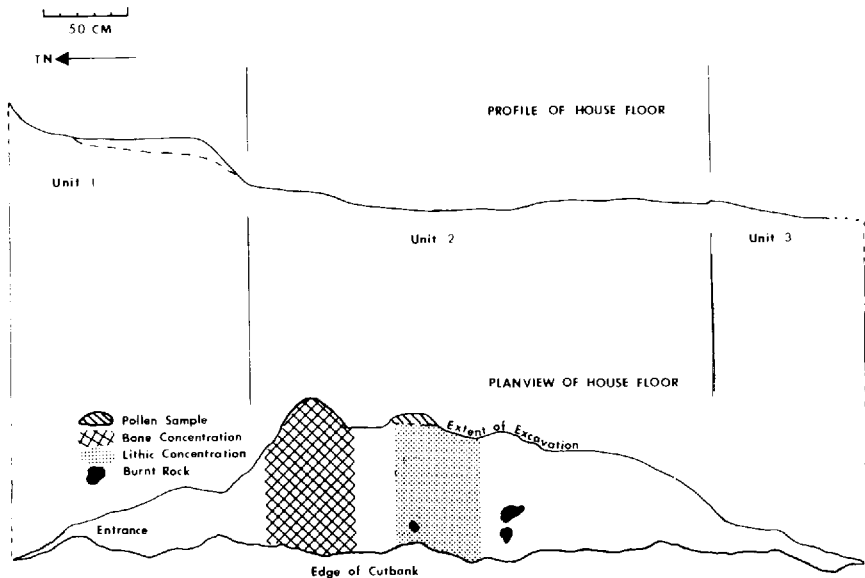 50 CM
TN
PROFILE OF HOUSE FLOOR
Unit 1
Unit 2
Unit 3
PLANVIEW OF HOUSE FLOOR
Pollen Sample
Bone Concentration
Lithic Concentration
Burnt Rock
Extent of Excavation
Entrance
Edge of Cutbank